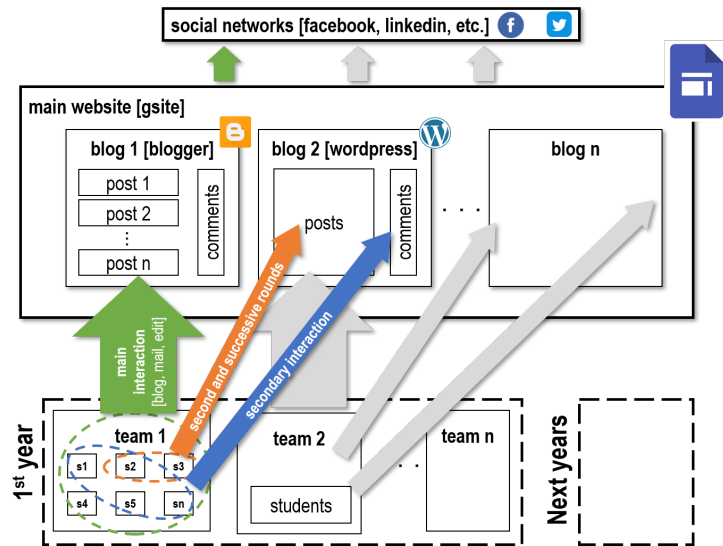 social networks [facebook, linkedin, etc.]
main website [gsite]
blog 1 [blogger]
blog 2 [wordpress]
blog n
post 1
post 2
⋮
post n
comments
posts
comments
. . .
main
interaction
[blog, mail, edit]
second and successive rounds
secondary interaction
1st year
team 1
s1
s2
s3
s4
s5
sn
team 2
students
. .
team n
Next years